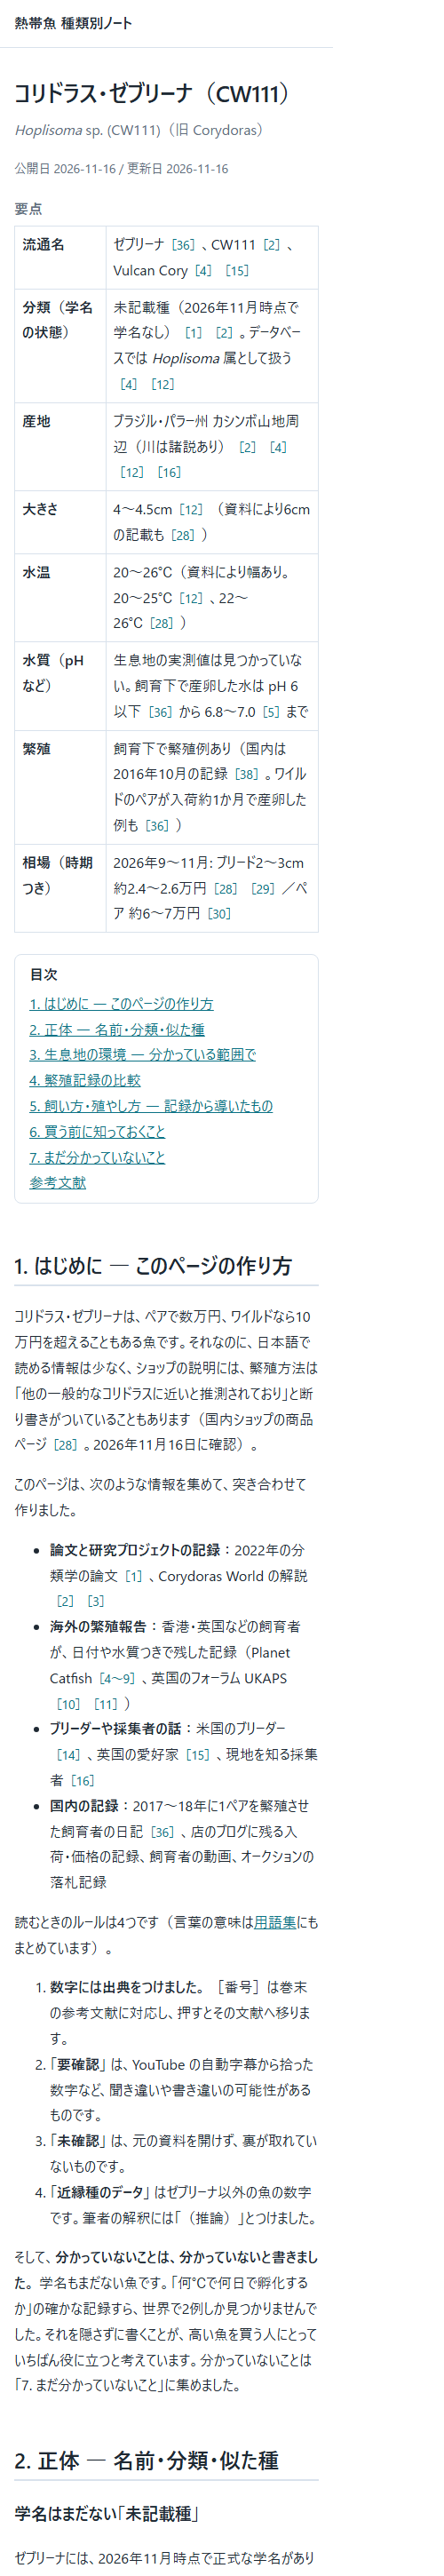 熱帯魚 種類別ノート
コリドラス・ゼブリーナ（CW111）
Hoplisoma sp. (CW111)（旧 Corydoras）
公開日 2026-11-16 / 更新日 2026-11-16
要点
流通名
ゼブリーナ［36］、CW111［2］、
Vulcan Cory［4］［15］
分類（学名
の状態）
未記載種（2026年11月時点で
学名なし）［1］［2］。データベー
スでは Hoplisoma 属として扱う
［4］［12］
産地
ブラジル・パラー州 カシンボ山地周
辺（川は諸説あり）［2］［4］
［12］［16］
大きさ
4〜4.5cm［12］（資料により6cm
の記載も［28］）
水温
20〜26℃（資料により幅あり。
20〜25℃［12］、22〜
26℃［28］）
水質（pH
など）
生息地の実測値は見つかっていな
い。飼育下で産卵した水は pH 6
以下［36］から 6.8〜7.0［5］まで
繁殖
飼育下で繁殖例あり（国内は
2016年10月の記録［38］。ワイル
ドのペアが入荷約1か月で産卵した
例も［36］）
相場（時期
つき）
2026年9〜11月: ブリード2〜3cm
約2.4〜2.6万円［28］［29］／ペ
ア 約6〜7万円［30］
目次
1. はじめに — このページの作り方
2. 正体 — 名前・分類・似た種
3. 生息地の環境 — 分かっている範囲で
4. 繁殖記録の比較
5. 飼い方・殖やし方 — 記録から導いたもの
6. 買う前に知っておくこと
7. まだ分かっていないこと
参考文献
1. はじめに — このページの作り方
コリドラス・ゼブリーナは、ペアで数万円、ワイルドなら10
万円を超えることもある魚です。それなのに、日本語で
読める情報は少なく、ショップの説明には、繁殖方法は
「他の一般的なコリドラスに近いと推測されており」と断
り書きがついていることもあります（国内ショップの商品
ページ［28］。2026年11月16日に確認）。
このページは、次のような情報を集めて、突き合わせて
作りました。
• 論文と研究プロジェクトの記録：2022年の分
類学の論文［1］、Corydoras World の解説
［2］［3］
• 海外の繁殖報告：香港・英国などの飼育者
が、日付や水質つきで残した記録（Planet
Catfish［4〜9］、英国のフォーラム UKAPS
［10］［11］）
• ブリーダーや採集者の話：米国のブリーダー
［14］、英国の愛好家［15］、現地を知る採集
者［16］
• 国内の記録：2017〜18年に1ペアを繁殖させ
た飼育者の日記［36］、店のブログに残る入
荷・価格の記録、飼育者の動画、オークションの
落札記録
読むときのルールは4つです（言葉の意味は用語集にも
まとめています）。
1. 数字には出典をつけました。［番号］は巻末
の参考文献に対応し、押すとその文献へ移りま
す。
2. 「要確認」は、YouTube の自動字幕から拾った
数字など、聞き違いや書き違いの可能性がある
ものです。
3. 「未確認」は、元の資料を開けず、裏が取れてい
ないものです。
4. 「近縁種のデータ」はゼブリーナ以外の魚の数字
です。筆者の解釈には「（推論）」とつけました。
そして、分かっていないことは、分かっていないと書きまし
た。学名もまだない魚です。「何℃で何日で孵化する
か」の確かな記録すら、世界で2例しか見つかりませんで
した。それを隠さずに書くことが、高い魚を買う人にとって
いちばん役に立つと考えています。分かっていないことは
「7. まだ分かっていないこと」に集めました。
2. 正体 — 名前・分類・似た種
学名はまだない「未記載種」
ゼブリーナには、2026年11月時点で正式な学名があり